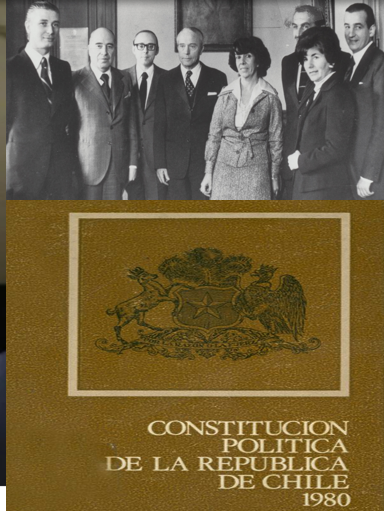 CONSTITUCION
POLITICA
DE LA REPUBLICA
DE CHILE
1980